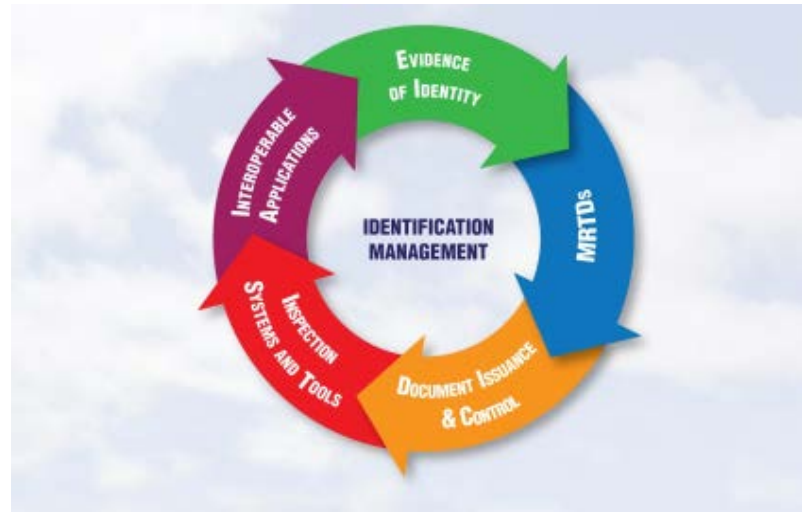 EVIDENCE
OF IDENTITY
MRTDs
DOCUMENT ISSUANCE
& CONTROL
INSPECTION
SYSTEMS AND TOOLS
INTEROPERABLE
APPLICATIONS
IDENTIFICATION
MANAGEMENT